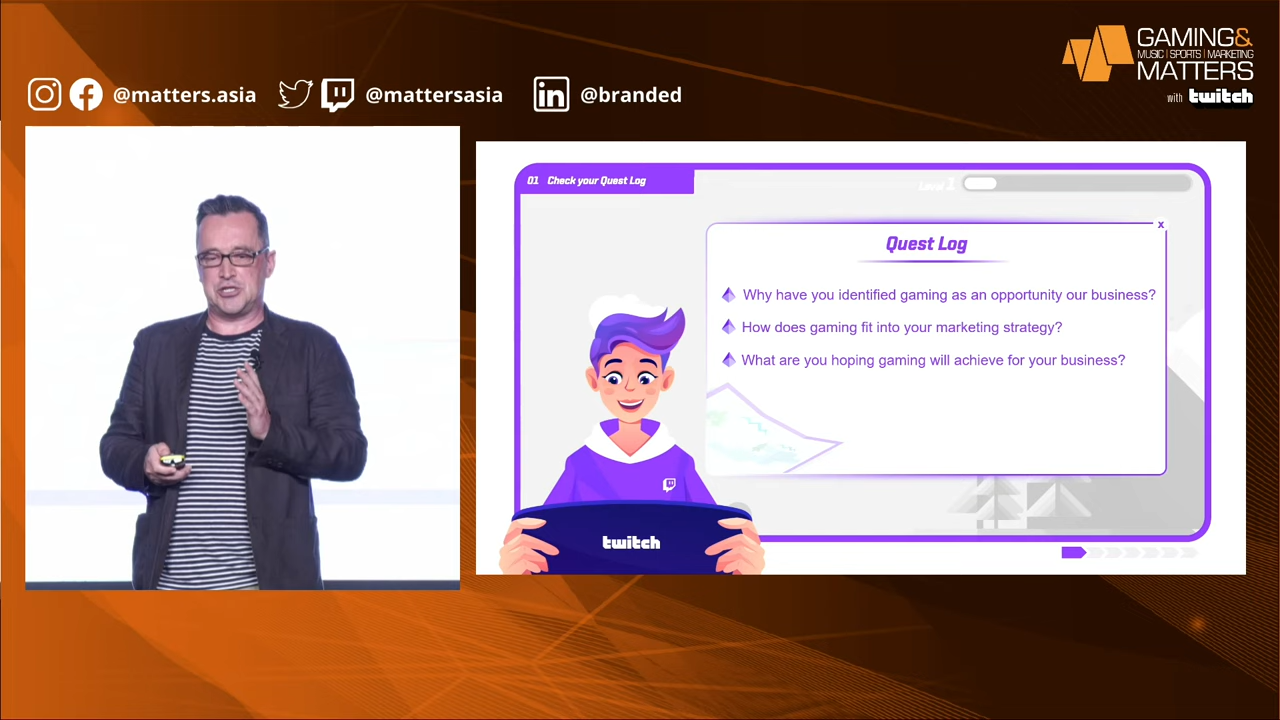 @matters.asia
@mattersasia
@branded
GAMING&
MUSIC | SPORTS | MARKETING
MATTERS
with twitch
01 Check your Quest Log
Level 1
Quest Log
x
Why have you identified gaming as an opportunity our business?
How does gaming fit into your marketing strategy?
What are you hoping gaming will achieve for your business?
twitch